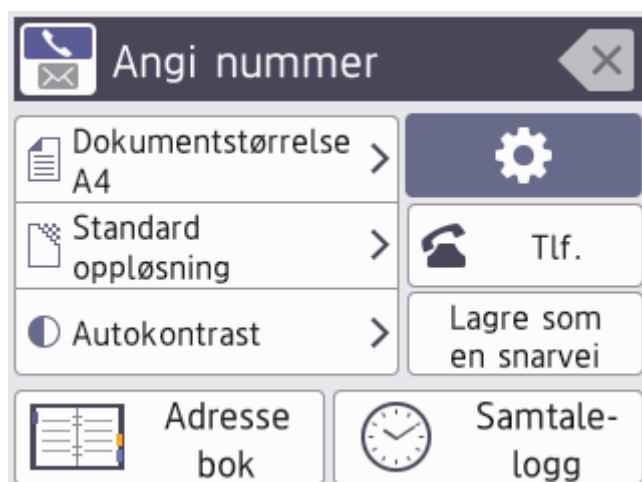 Angi nummer
Dokumentstørrelse
A4
Standard
oppløsning
Autokontrast
Tlf.
Lagre som
en snarvei
Adresse
bok
Samtale-
logg